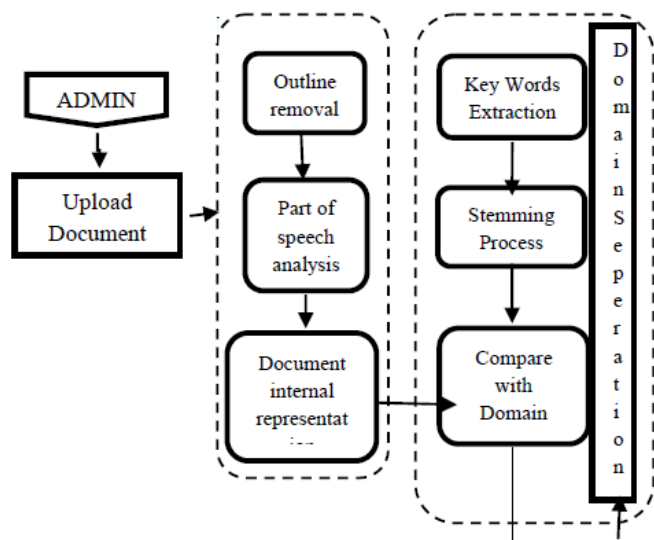 ADMIN
Upload
Document
Outline
removal
Part of
speech
analysis
Document
internal
representat
Key Words
Extraction
Stemming
Process
Compare
with
Domain
DomainSeperation